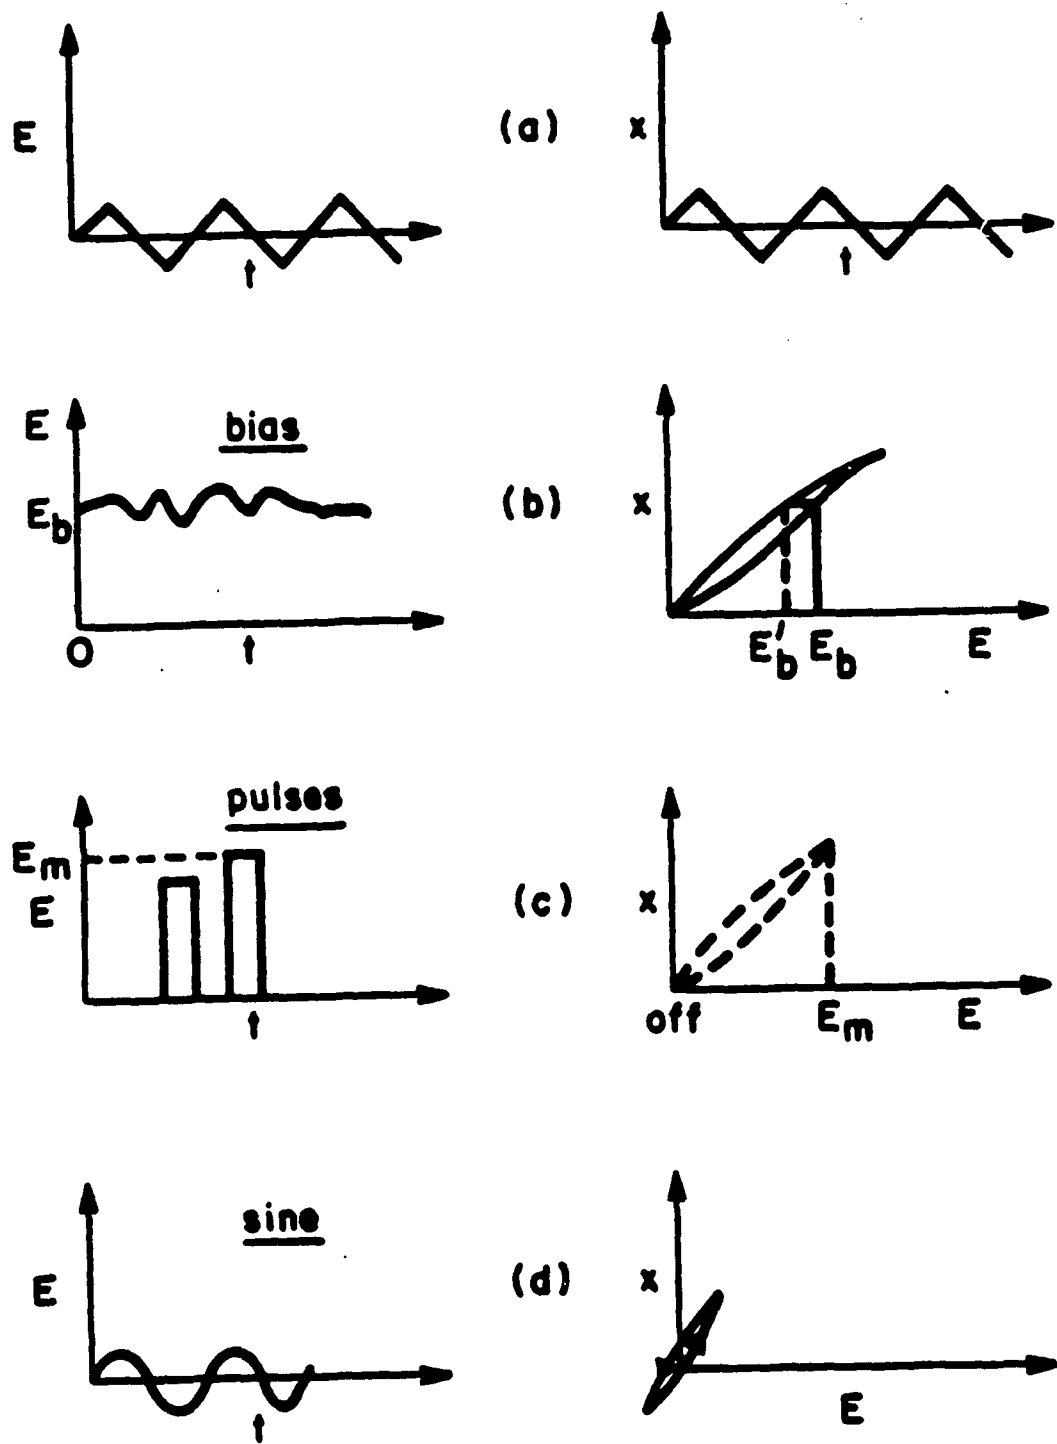 E (a) x
t t
E bias
E_b (b) x
O t E'_b E_b E
pulses
E_m
E (c) x
t off E_m E
sine
E (d) x
t E